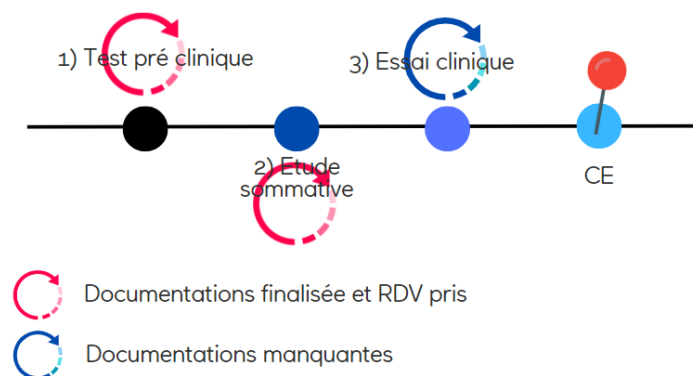 1) Test pré clinique
3) Essai clinique
2) Etude
sommative
CE
Documentations finalisée et RDV pris
Documentations manquantes